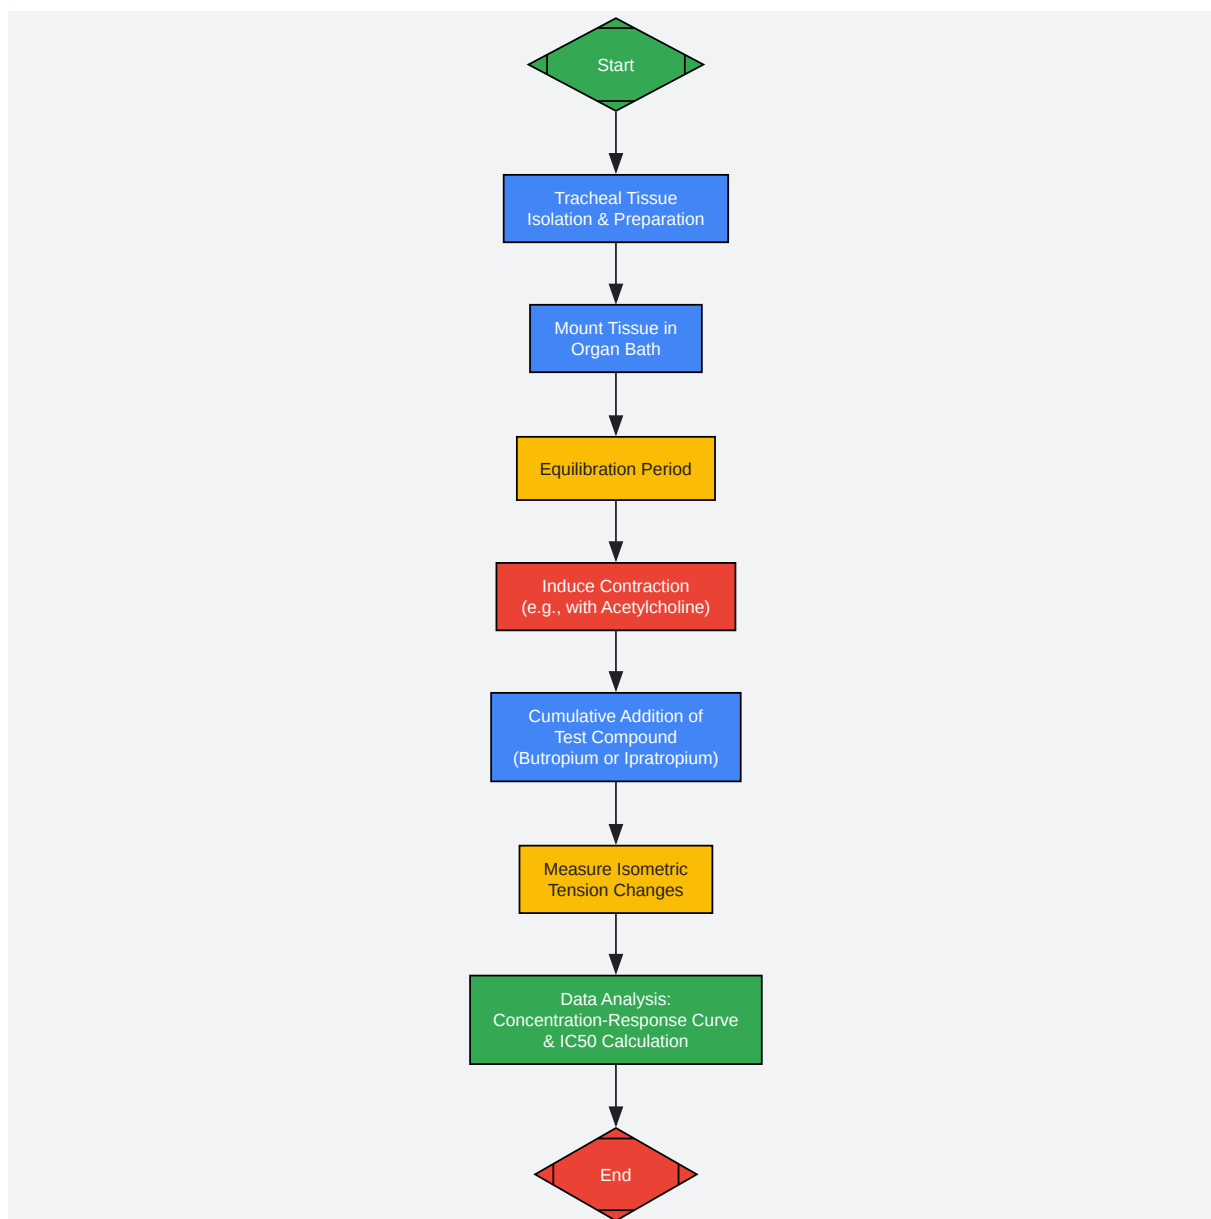 Start
Tracheal Tissue
Isolation & Preparation
Mount Tissue in
Organ Bath
Equilibration Period
Induce Contraction
(e.g., with Acetylcholine)
Cumulative Addition of
Test Compound
(Butropium or Ipratropium)
Measure Isometric
Tension Changes
Data Analysis:
Concentration-Response Curve
& IC50 Calculation
End